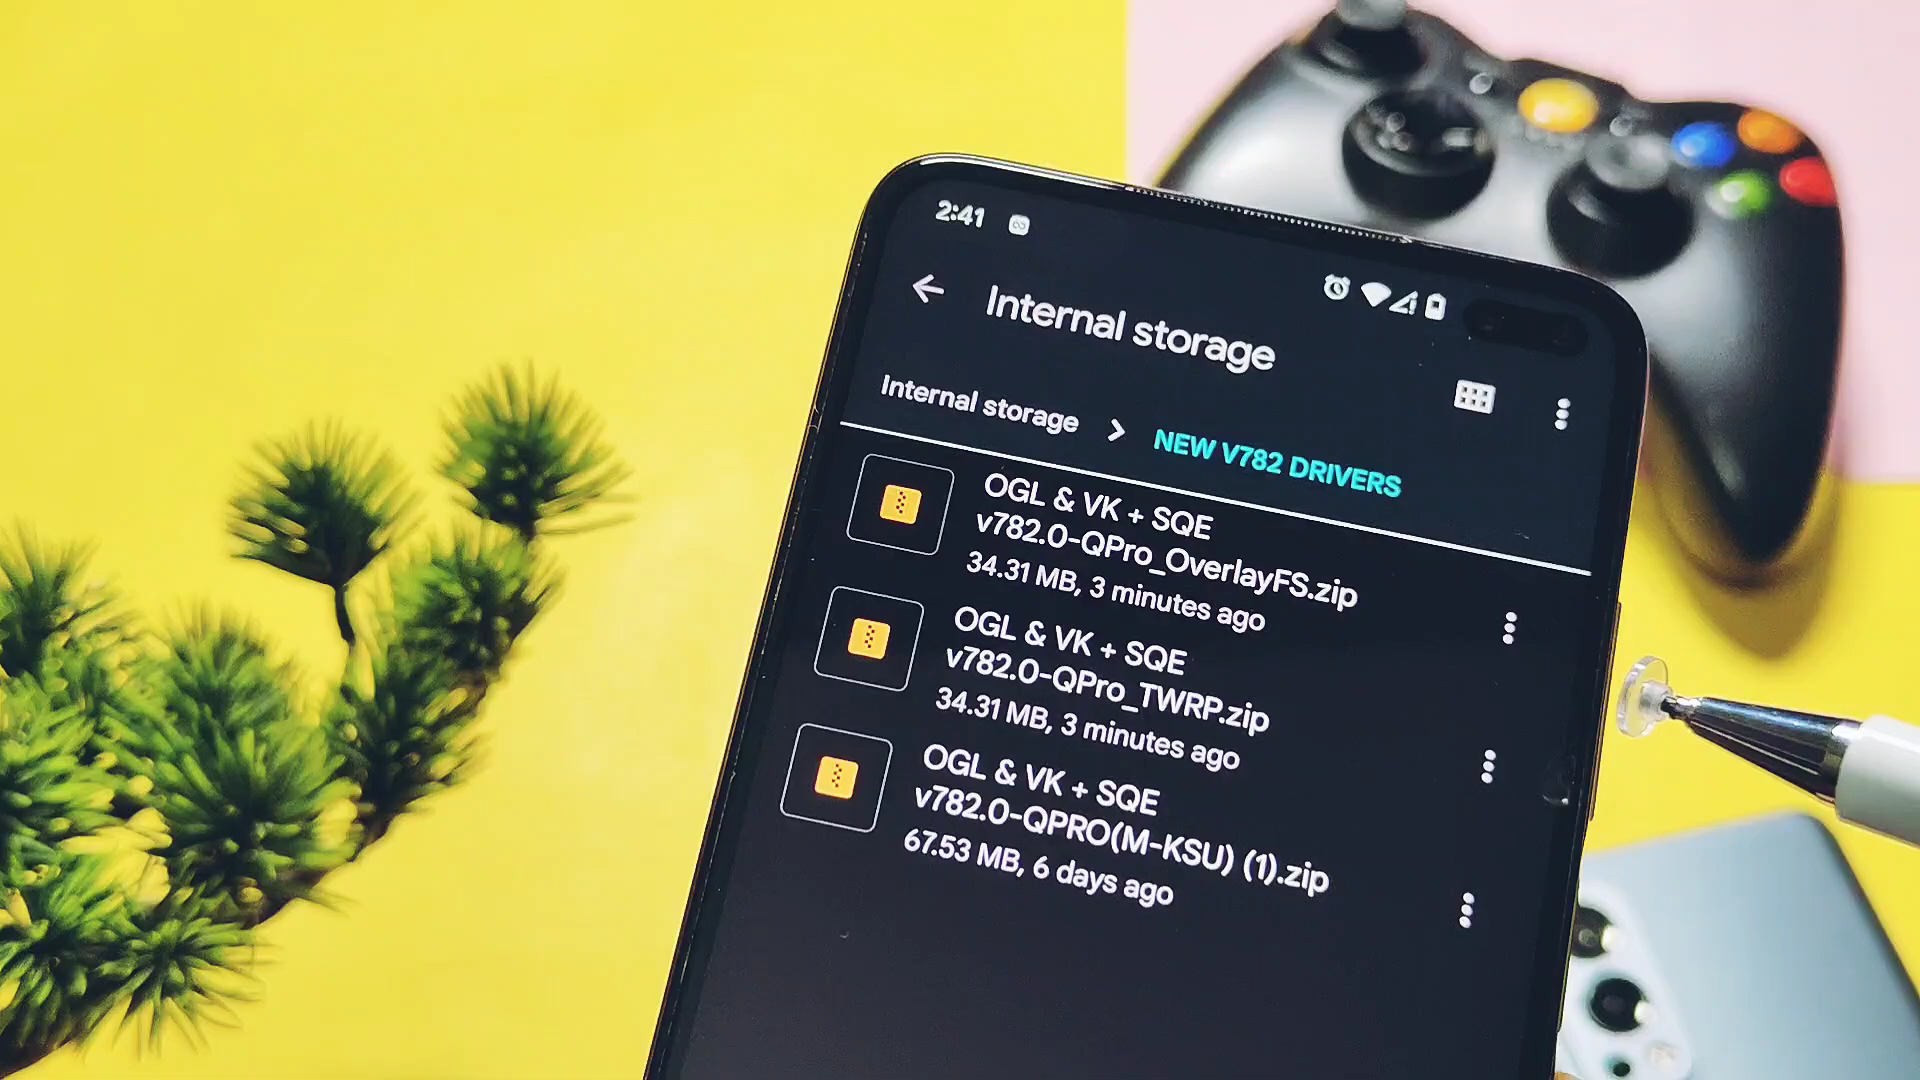 2:41
Internal storage
Internal storage > NEW V782 DRIVERS
OGL & VK + SQE
v782.0-QPro_OverlayFS.zip
34.31 MB, 3 minutes ago
OGL & VK + SQE
v782.0-QPro_TWRP.zip
34.31 MB, 3 minutes ago
OGL & VK + SQE
v782.0-QPRO(M-KSU) (1).zip
67.53 MB, 6 days ago